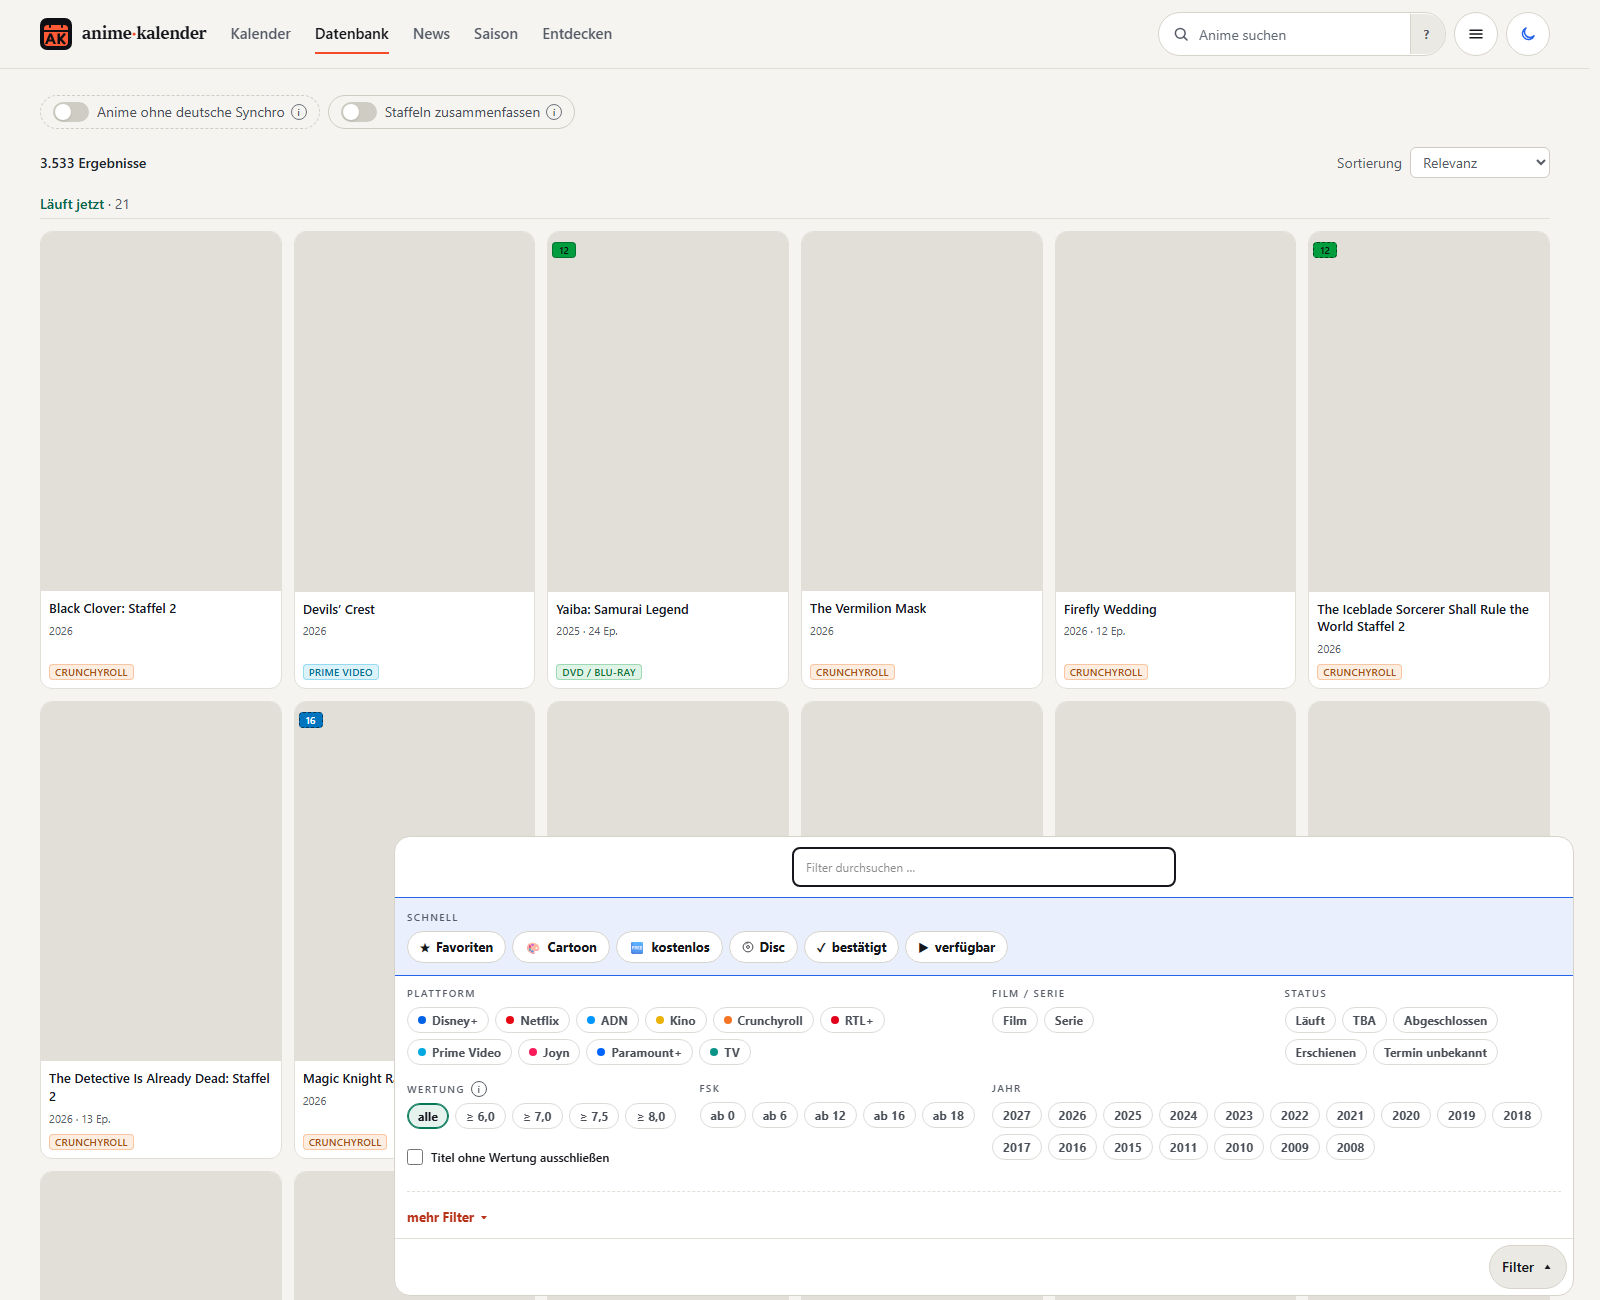 AK anime·kalender Kalender Datenbank News Saison Entdecken Anime suchen ?
Anime ohne deutsche Synchro i Staffeln zusammenfassen i
3.533 Ergebnisse Sortierung Relevanz
Läuft jetzt · 21
12 12
Black Clover: Staffel 2
2026
CRUNCHYROLL
Devils' Crest
2026
PRIME VIDEO
Yaiba: Samurai Legend
2025 · 24 Ep.
DVD / BLU-RAY
The Vermilion Mask
2026
CRUNCHYROLL
Firefly Wedding
2026 · 12 Ep.
CRUNCHYROLL
The Iceblade Sorcerer Shall Rule the
World Staffel 2
2026
CRUNCHYROLL
16
The Detective Is Already Dead: Staffel
2
2026 · 13 Ep.
CRUNCHYROLL
Magic Knight
2026
CRUNCHYROLL
Filter durchsuchen ...
SCHNELL
★ Favoriten Cartoon FREE kostenlos Disc ✓ bestätigt ▶ verfügbar
PLATTFORM
Disney+ Netflix ADN Kino Crunchyroll RTL+
Prime Video Joyn Paramount+ TV
FILM / SERIE
Film Serie
STATUS
Läuft TBA Abgeschlossen
Erschienen Termin unbekannt
WERTUNG i
alle ≥ 6,0 ≥ 7,0 ≥ 7,5 ≥ 8,0
Titel ohne Wertung ausschließen
FSK
ab 0 ab 6 ab 12 ab 16 ab 18
JAHR
2027 2026 2025 2024 2023 2022 2021 2020 2019 2018
2017 2016 2015 2011 2010 2009 2008
mehr Filter
Filter